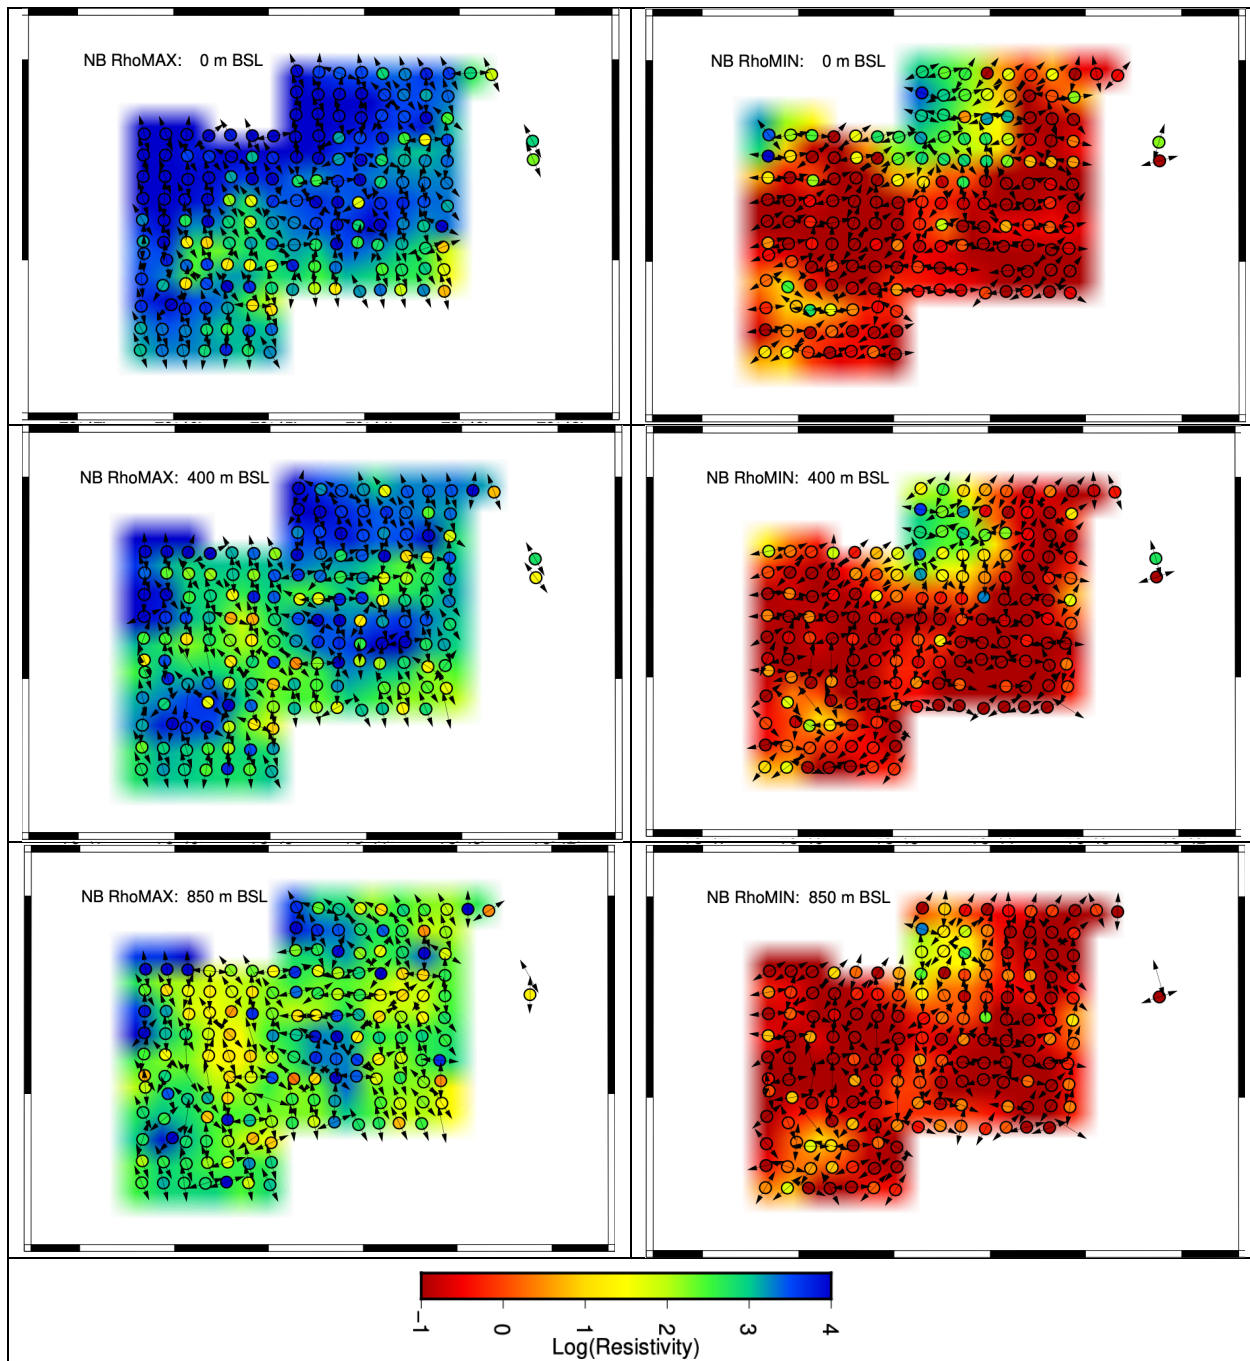 NB RhoMAX: 0 m BSL
NB RhoMIN: 0 m BSL
NB RhoMAX: 400 m BSL
NB RhoMIN: 400 m BSL
NB RhoMAX: 850 m BSL
NB RhoMIN: 850 m BSL
-1 0 1 2 3 4
Log(Resistivity)